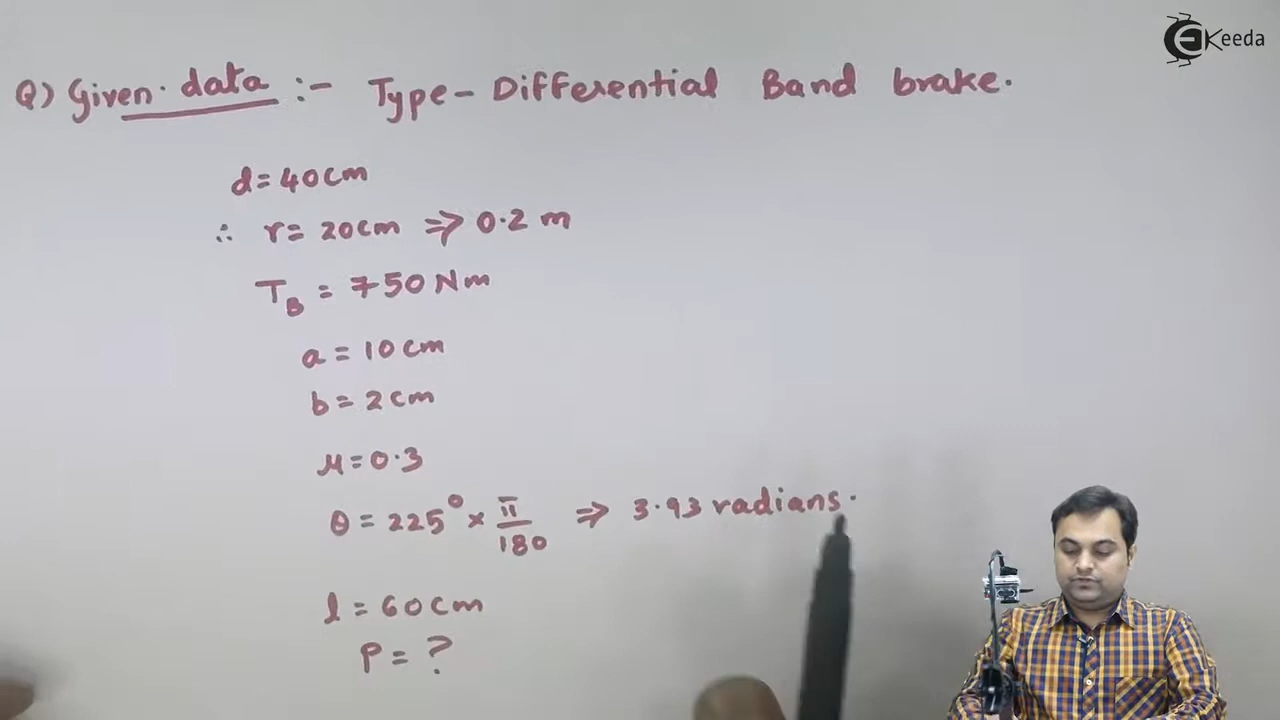 EKeeda
Q) Given data :- Type - Differential Band brake.
d = 40 cm
∴ r = 20 cm ⇒ 0.2 m
T_B = 750 Nm
a = 10 cm
b = 2 cm
μ = 0.3
θ = 225° × π/180 ⇒ 3.93 radians.
l = 60 cm
P = ?